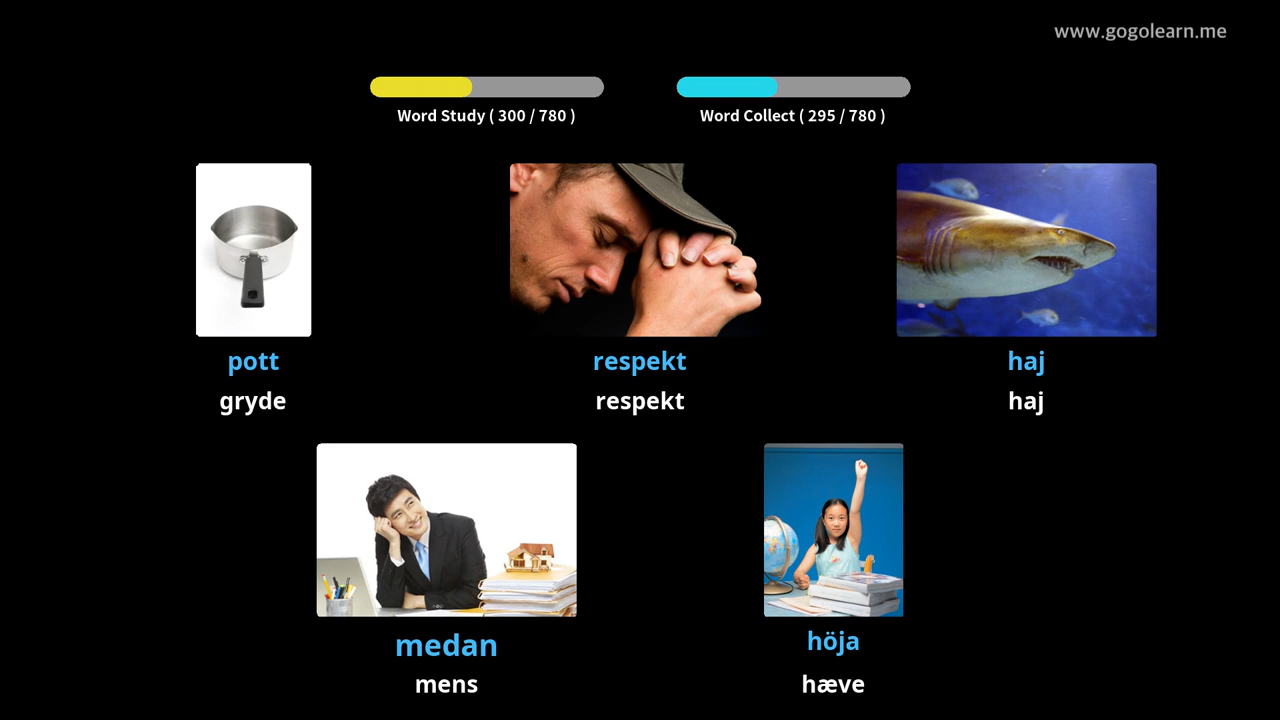 www.gogolearn.me
Word Study ( 300 / 780 )
Word Collect ( 295 / 780 )
pott
respekt
haj
gryde
respekt
haj
medan
höja
mens
hæve